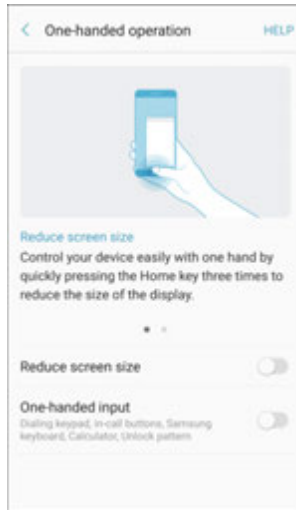 One-handed operation
HELP
Reduce screen size
Control your device easily with one hand by
quickly pressing the Home key three times to
reduce the size of the display.
Reduce screen size
One-handed input
Dialing keypad, in-call buttons, Samsung
keyboard, Calculator, Unlock pattern